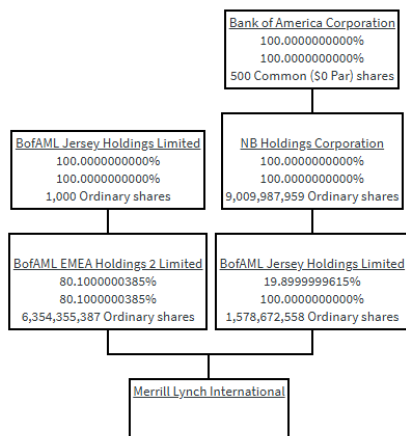 Bank of America Corporation
100.0000000000%
100.0000000000%
500 Common ($0 Par) shares
BofAML Jersey Holdings Limited
100.0000000000%
100.0000000000%
1,000 Ordinary shares
NB Holdings Corporation
100.0000000000%
100.0000000000%
9,009,987,959 Ordinary shares
BofAML EMEA Holdings 2 Limited
80.1000000385%
80.1000000385%
6,354,355,387 Ordinary shares
BofAML Jersey Holdings Limited
19.8999999615%
100.0000000000%
1,578,672,558 Ordinary shares
Merrill Lynch International